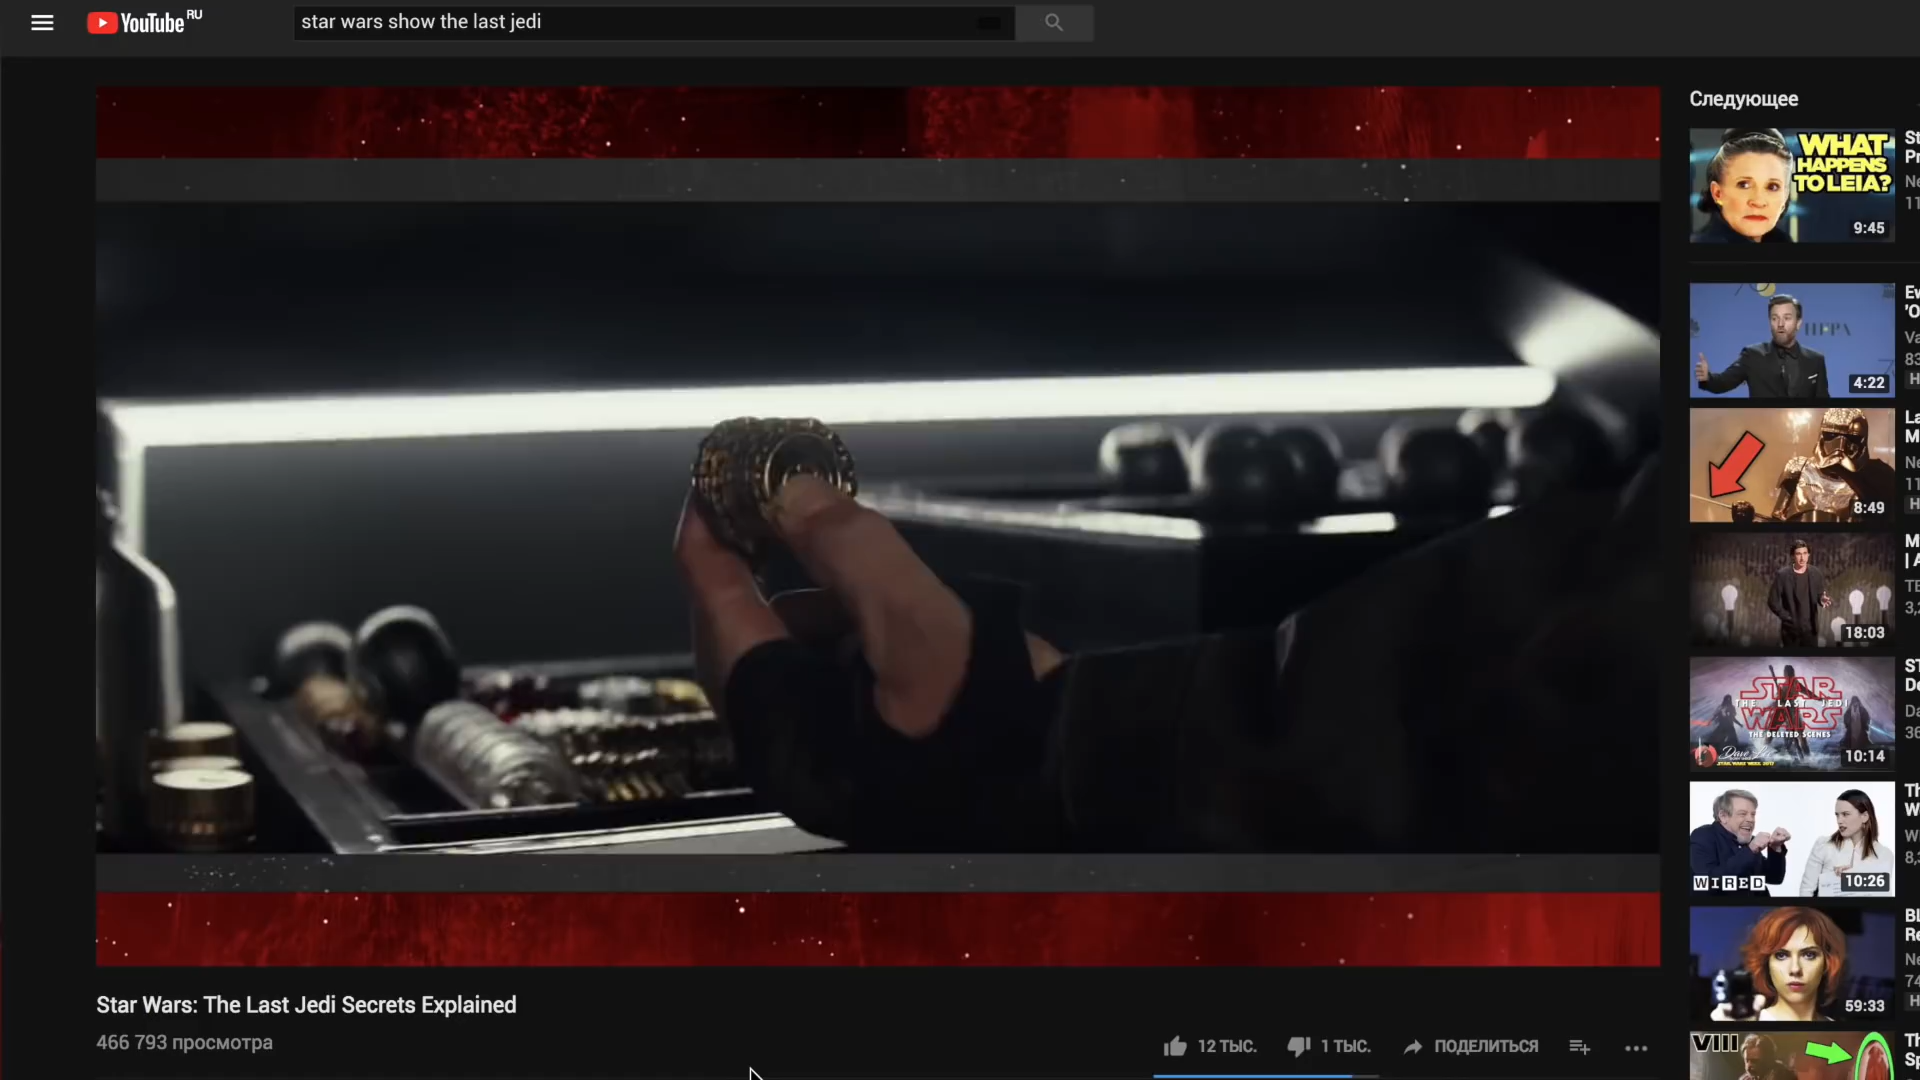 YouTube RU
star wars show the last jedi
Следующее
WHAT
HAPPENS
TO LEIA?
9:45
HFPA
4:22
8:49
18:03
STAR
THE LAST JEDI
WARS
THE DELETED SCENES
10:14
WIRED
10:26
59:33
VIII
Star Wars: The Last Jedi Secrets Explained
466 793 просмотра
12 ТЫС.
1 ТЫС.
ПОДЕЛИТЬСЯ